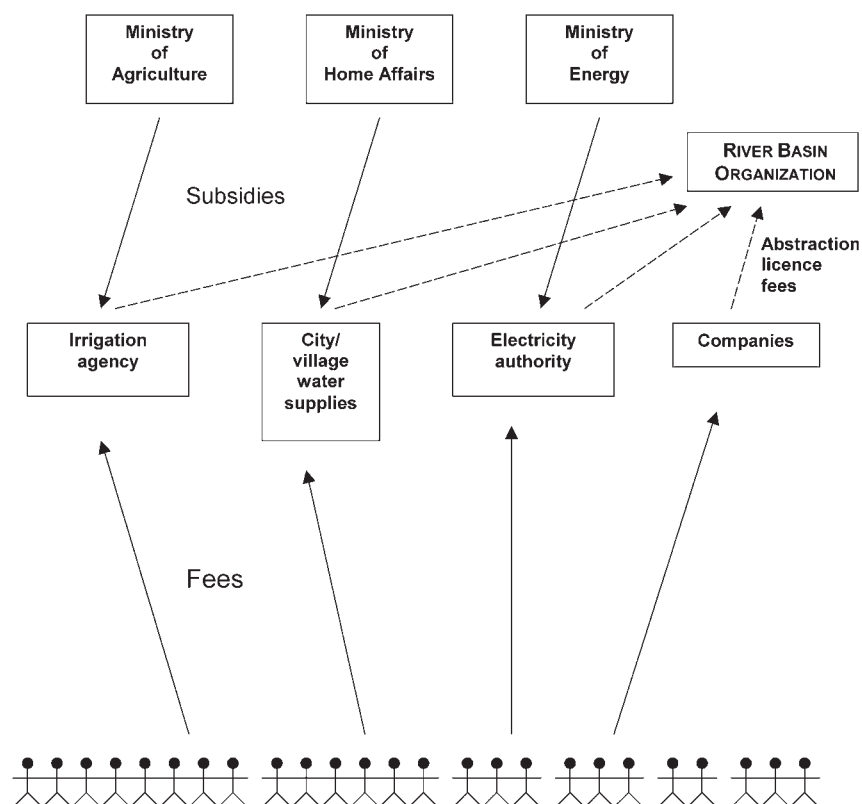 Ministry
of
Agriculture
Ministry
of
Home Affairs
Ministry
of
Energy
RIVER BASIN
ORGANIZATION
Subsidies
Abstraction
licence
fees
Irrigation
agency
City/
village
water
supplies
Electricity
authority
Companies
Fees